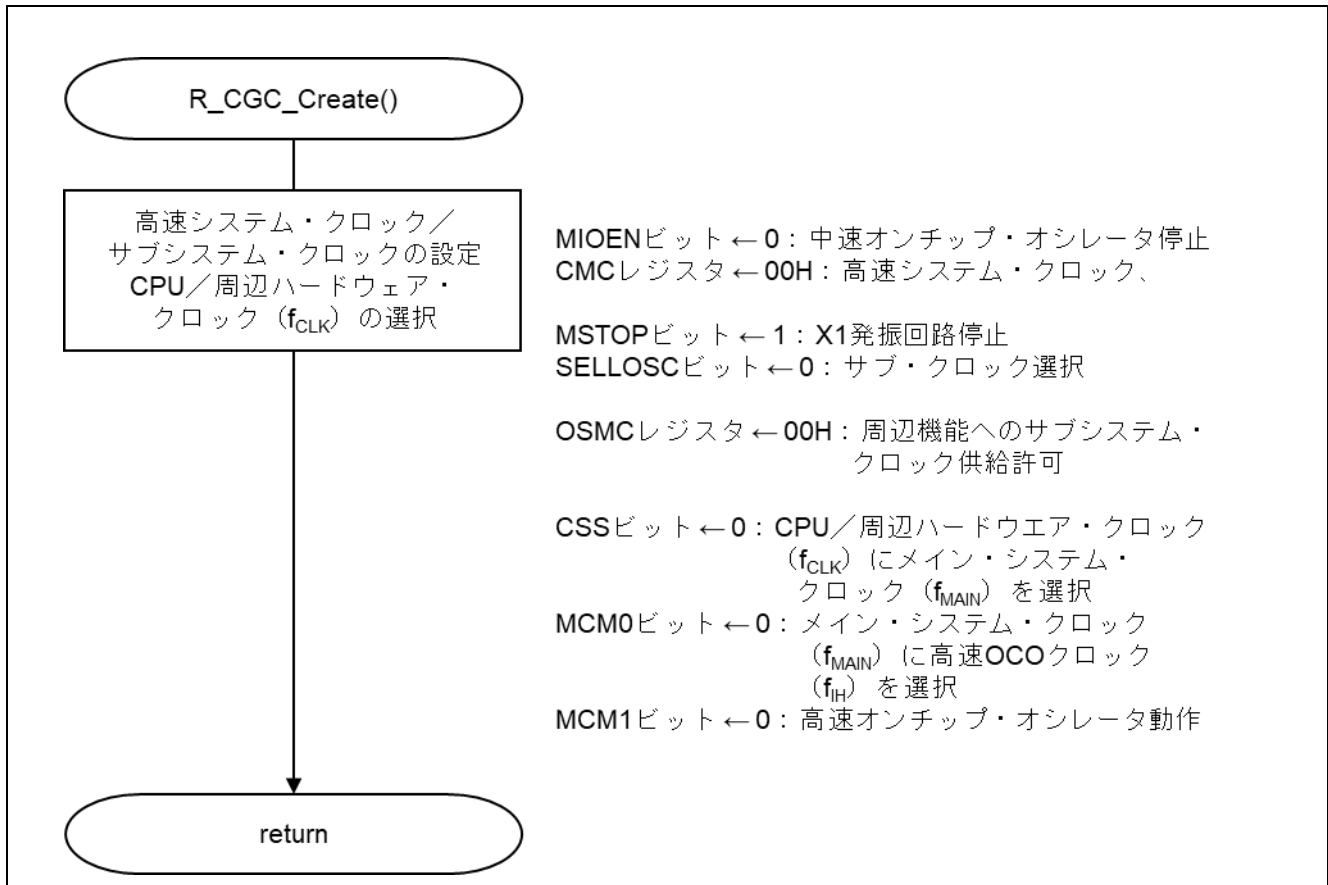 R_CGC_Create()
高速システム・クロック／
サブシステム・クロックの設定
CPU／周辺ハードウェア・
クロック（fCLK）の選択
MIOENビット←0：中速オンチップ・オシレータ停止
CMCレジスタ←00H：高速システム・クロック、
MSTOPビット←1：X1発振回路停止
SELLOSCビット←0：サブ・クロック選択
OSMCレジスタ←00H：周辺機能へのサブシステム・
クロック供給許可
CSSビット←0：CPU／周辺ハードウエア・クロック
（fCLK）にメイン・システム・
クロック（fMAIN）を選択
MCM0ビット←0：メイン・システム・クロック
（fMAIN）に高速OCOクロック
（fIH）を選択
MCM1ビット←0：高速オンチップ・オシレータ動作
return